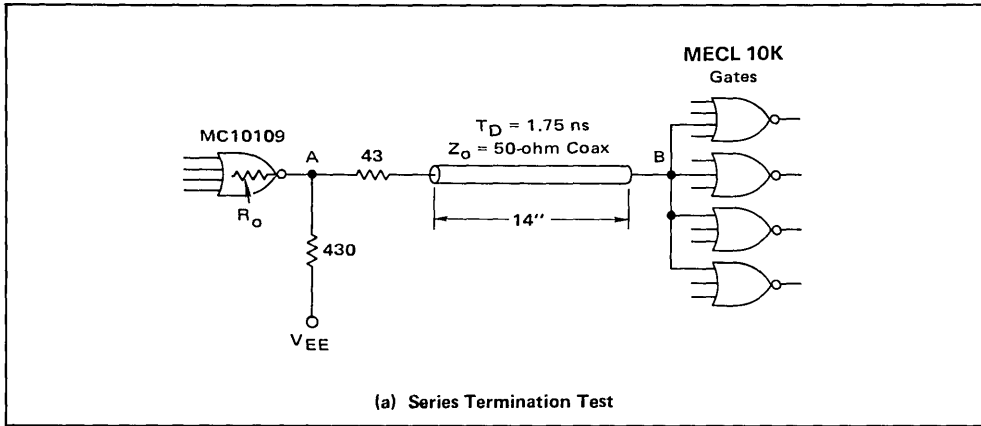 MECL 10K
Gates
MC10109
A
43
T_D = 1.75 ns
Z_o = 50-ohm Coax
B
R_o
14"
430
V_EE
(a) Series Termination Test